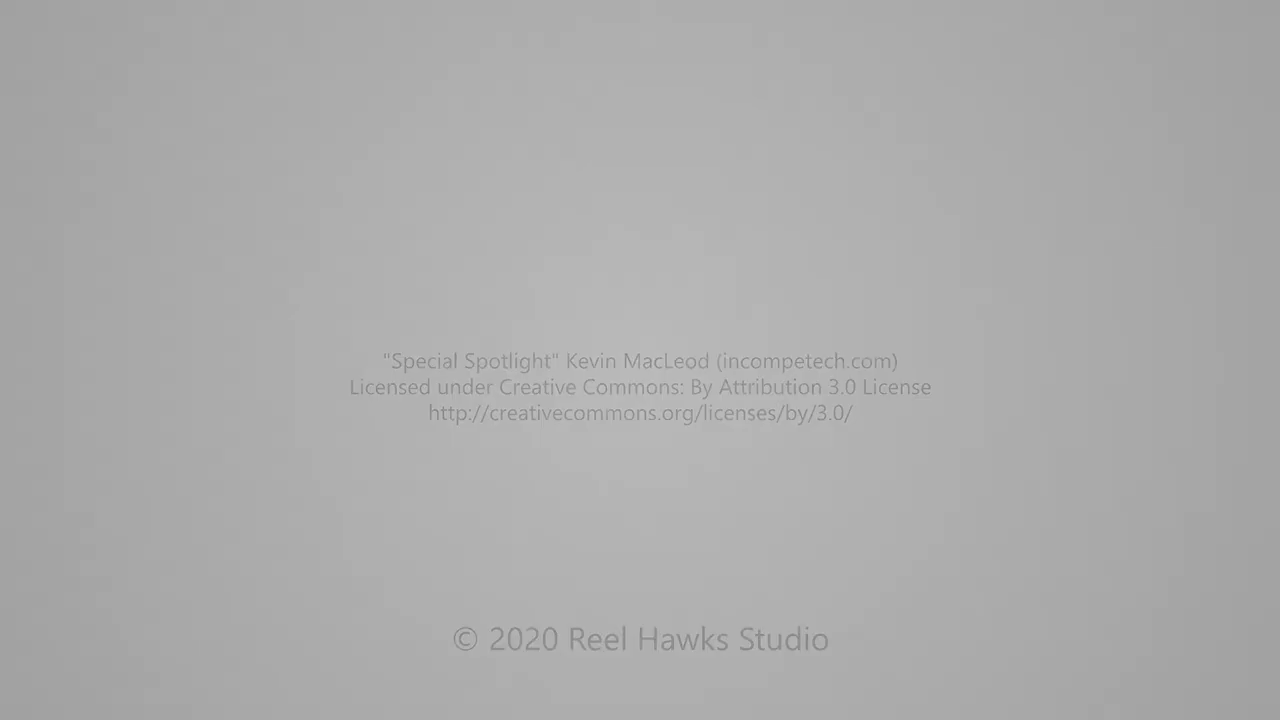 "Special Spotlight" Kevin MacLeod (incompetech.com)
Licensed under Creative Commons: By Attribution 3.0 License
http://creativecommons.org/licenses/by/3.0/
© 2020 Reel Hawks Studio